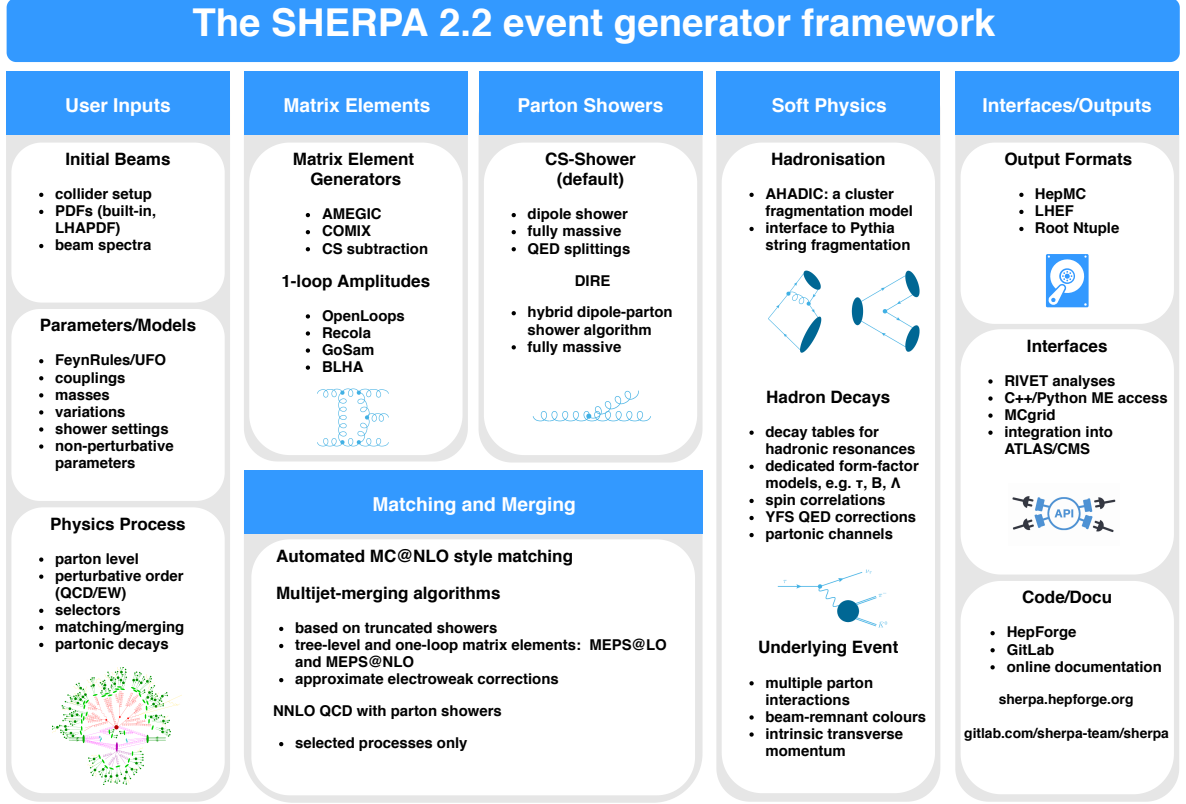 The SHERPA 2.2 event generator framework
User Inputs
Initial Beams
• collider setup
• PDFs (built-in,
LHAPDF)
• beam spectra
Parameters/Models
• FeynRules/UFO
• couplings
• masses
• variations
• shower settings
• non-perturbative
parameters
Physics Process
• parton level
• perturbative order
(QCD/EW)
• selectors
• matching/merging
• partonic decays
Matrix Elements
Matrix Element
Generators
• AMEGIC
• COMIX
• CS subtraction
1-loop Amplitudes
• OpenLoops
• Recola
• GoSam
• BLHA
Parton Showers
CS-Shower
(default)
• dipole shower
• fully massive
• QED splittings
DIRE
• hybrid dipole-parton
shower algorithm
• fully massive
Matching and Merging
Automated MC@NLO style matching
Multijet-merging algorithms
• based on truncated showers
• tree-level and one-loop matrix elements: MEPS@LO
and MEPS@NLO
• approximate electroweak corrections
NNLO QCD with parton showers
• selected processes only
Soft Physics
Hadronisation
• AHADIC: a cluster
fragmentation model
• interface to Pythia
string fragmentation
Hadron Decays
• decay tables for
hadronic resonances
• dedicated form-factor
models, e.g. τ, B, Λ
• spin correlations
• YFS QED corrections
• partonic channels
Underlying Event
• multiple parton
interactions
• beam-remnant colours
• intrinsic transverse
momentum
Interfaces/Outputs
Output Formats
• HepMC
• LHEF
• Root Ntuple
Interfaces
• RIVET analyses
• C++/Python ME access
• MCgrid
• integration into
ATLAS/CMS
API
Code/Docu
• HepForge
• GitLab
• online documentation
sherpa.hepforge.org
gitlab.com/sherpa-team/sherpa